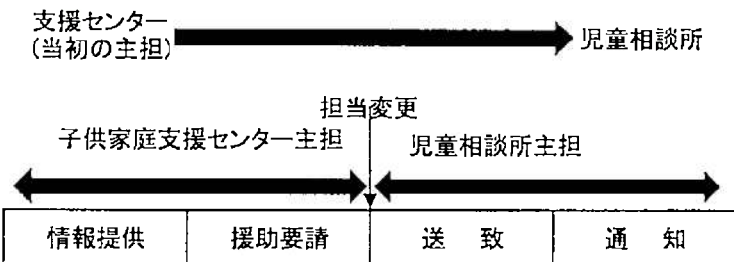 支援センター
(当初の主担)
児童相談所
担当変更
子供家庭支援センター主担
児童相談所主担
情報提供
援助要請
送 致
通 知